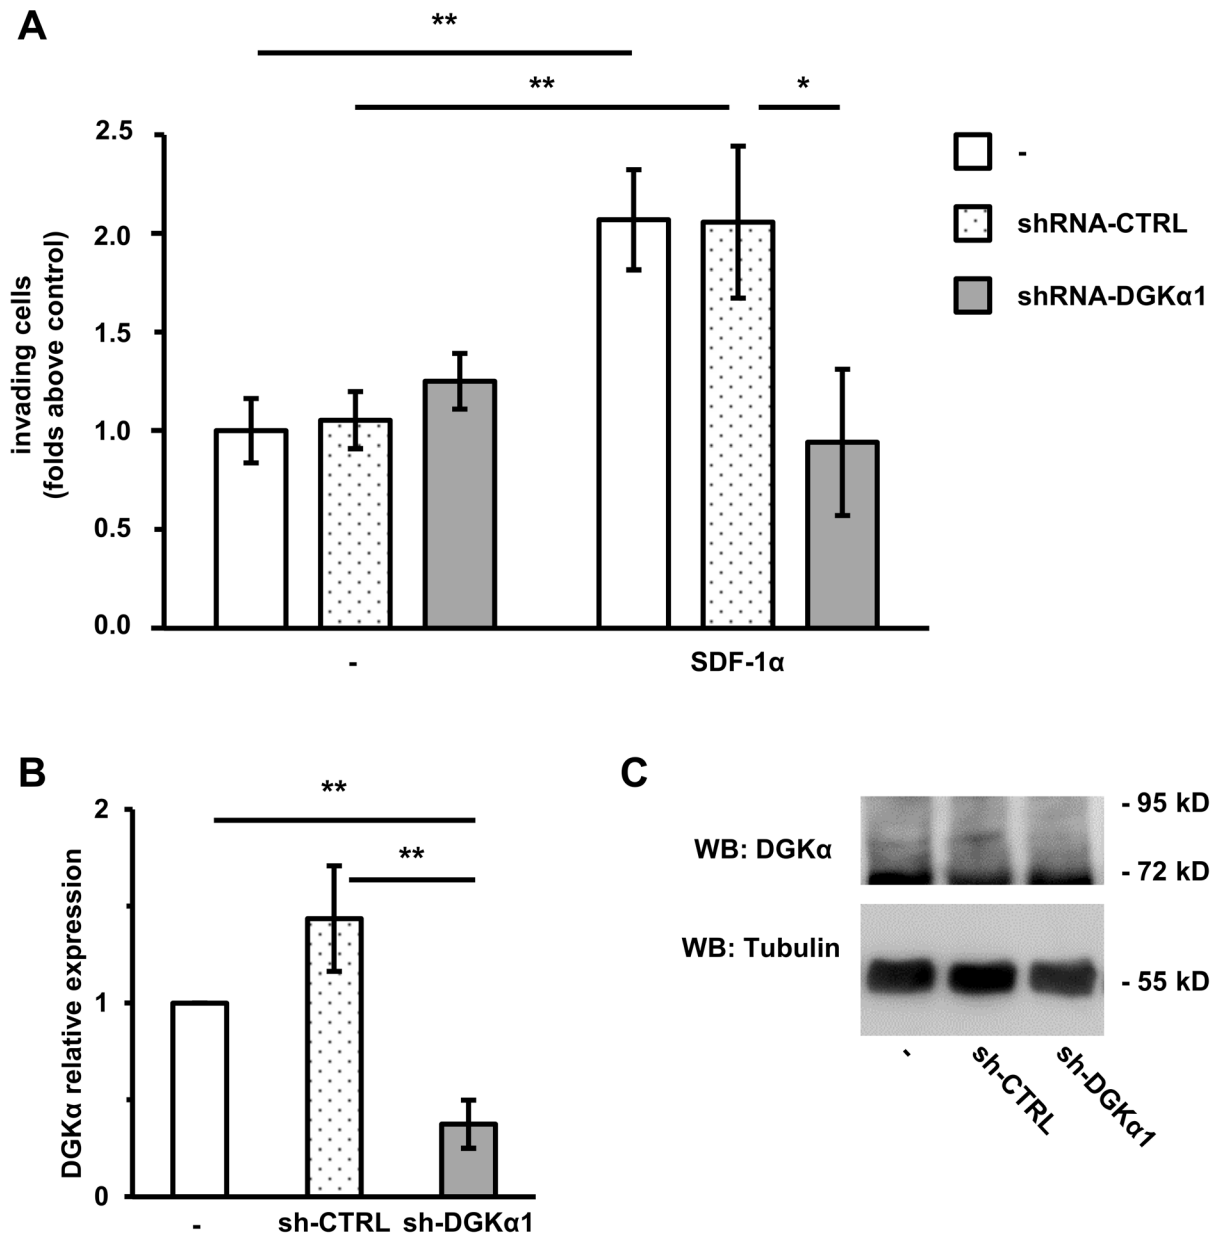 A
**
**
*
2.5
2.0
1.5
1.0
0.5
0.0
invading cells
(folds above control)
-
SDF-1α
-
shRNA-CTRL
shRNA-DGKα1
B
**
**
2
1
0
DGKα relative expression
-
sh-CTRL
sh-DGKα1
C
WB: DGKα
- 95 kD
- 72 kD
WB: Tubulin
- 55 kD
-
sh-CTRL
sh-DGKα1